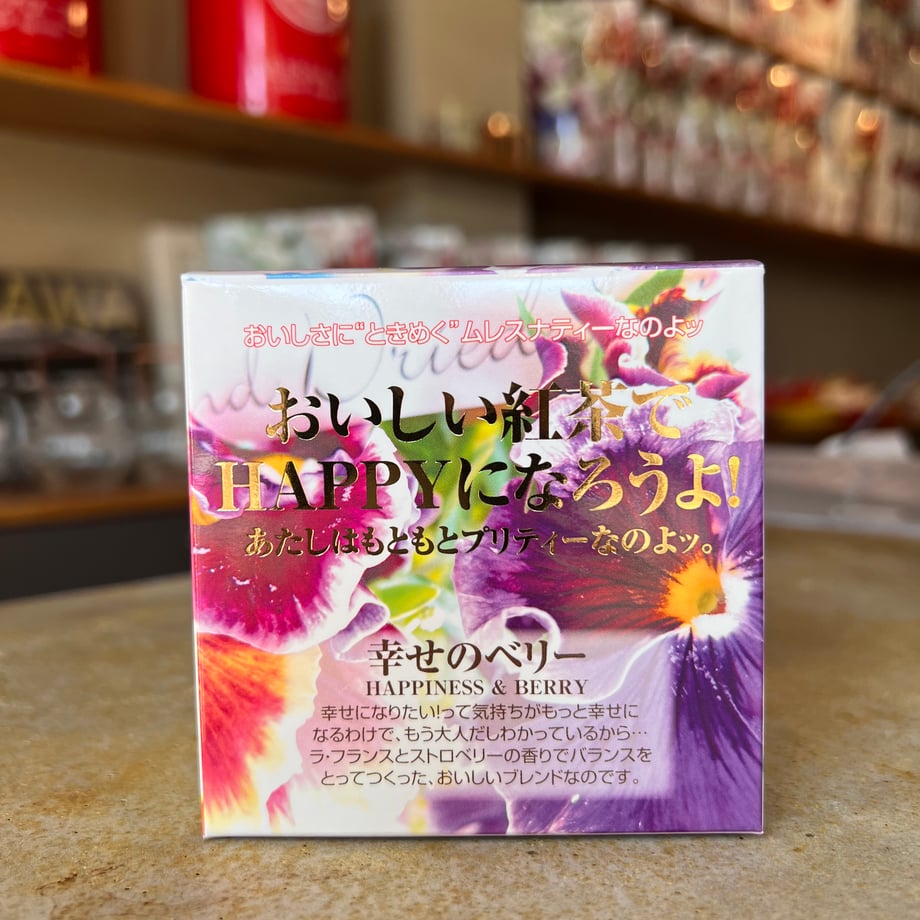 おいしさに“ときめく”ムレスナティーなのよッ
nd Dried
おいしい紅茶で
HAPPYになろうよ!
あたしはもともとプリティーなのよッ。
幸せのベリー
HAPPINESS & BERRY
幸せになりたい!って気持ちがもっと幸せに
なるわけで、もう大人だしわかっているから…
ラ・フランスとストロベリーの香りでバランスを
とってつくった、おいしいブレンドなのです。